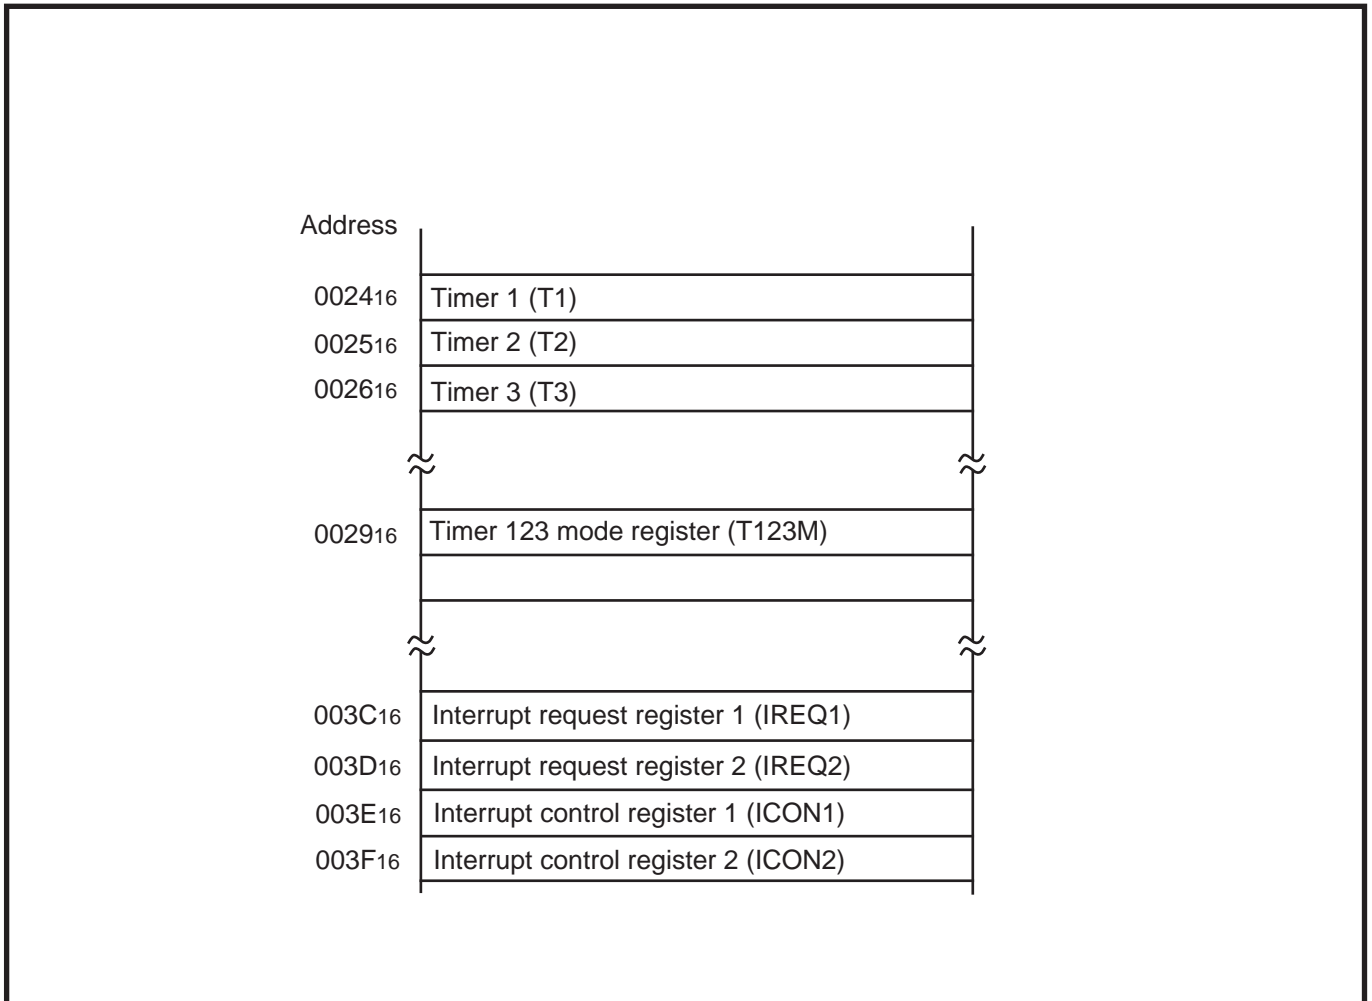 Address
0024₁₆ Timer 1 (T1)
0025₁₆ Timer 2 (T2)
0026₁₆ Timer 3 (T3)
0029₁₆ Timer 123 mode register (T123M)
003C₁₆ Interrupt request register 1 (IREQ1)
003D₁₆ Interrupt request register 2 (IREQ2)
003E₁₆ Interrupt control register 1 (ICON1)
003F₁₆ Interrupt control register 2 (ICON2)